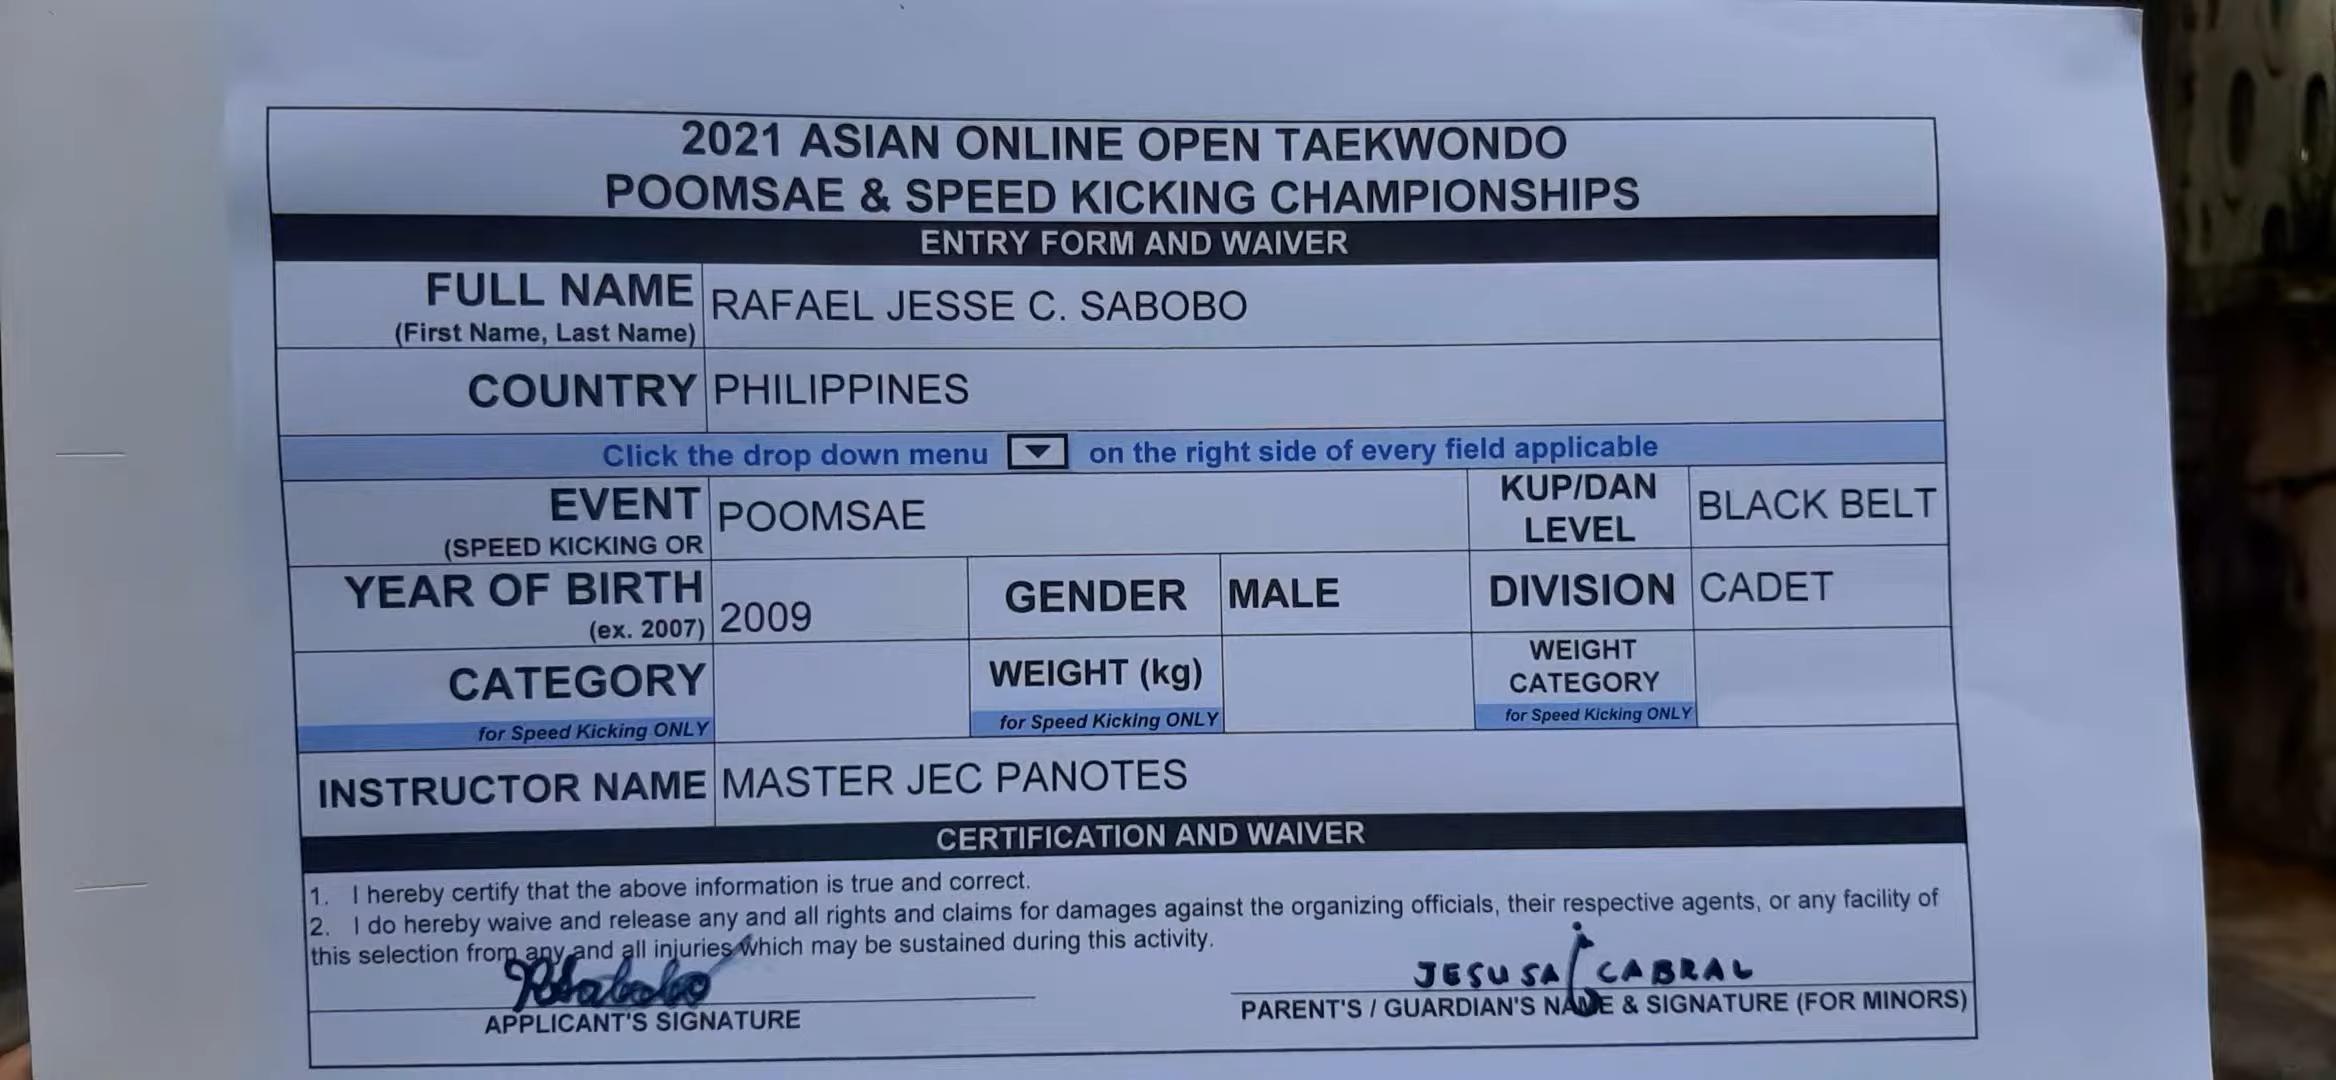 2021 ASIAN ONLINE OPEN TAEKWONDO
POOMSAE & SPEED KICKING CHAMPIONSHIPS
ENTRY FORM AND WAIVER
FULL NAME
(First Name, Last Name)
RAFAEL JESSE C. SABOBO
COUNTRY
PHILIPPINES
Click the drop down menu on the right side of every field applicable
EVENT
(SPEED KICKING OR
POOMSAE
KUP/DAN
LEVEL
BLACK BELT
YEAR OF BIRTH
(ex. 2007)
2009
GENDER
MALE
DIVISION
CADET
CATEGORY
for Speed Kicking ONLY
WEIGHT (kg)
for Speed Kicking ONLY
WEIGHT
CATEGORY
for Speed Kicking ONLY
INSTRUCTOR NAME
MASTER JEC PANOTES
CERTIFICATION AND WAIVER
1. I hereby certify that the above information is true and correct.
2. I do hereby waive and release any and all rights and claims for damages against the organizing officials, their respective agents, or any facility of
this selection from any and all injuries which may be sustained during this activity.
JESUSA CABRAL
APPLICANT'S SIGNATURE
PARENT'S / GUARDIAN'S NAME & SIGNATURE (FOR MINORS)